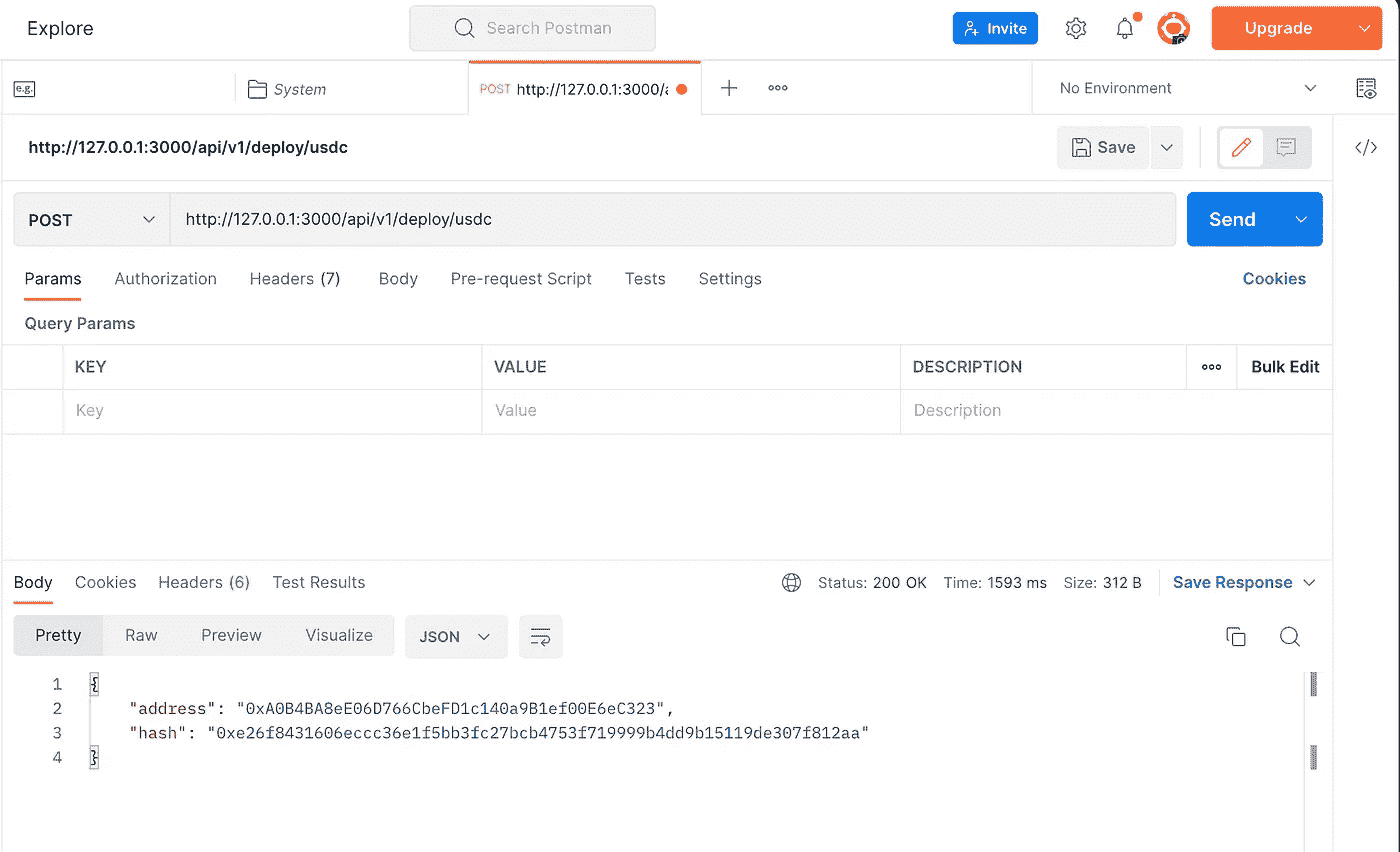 Explore
Search Postman
Invite
Upgrade
e.g.
System
POST http://127.0.0.1:3000/a
No Environment
http://127.0.0.1:3000/api/v1/deploy/usdc
Save
</>
POST
http://127.0.0.1:3000/api/v1/deploy/usdc
Send
Params Authorization Headers (7) Body Pre-request Script Tests Settings Cookies
Query Params
KEY VALUE DESCRIPTION ooo Bulk Edit
Key Value Description
Body Cookies Headers (6) Test Results Status: 200 OK Time: 1593 ms Size: 312 B Save Response
Pretty Raw Preview Visualize JSON
1 {
2 "address": "0xA0B4BA8eE06D766CbeFD1c140a9B1ef00E6eC323",
3 "hash": "0xe26f8431606eccc36e1f5bb3fc27bcb4753f719999b4dd9b15119de307f812aa"
4 }